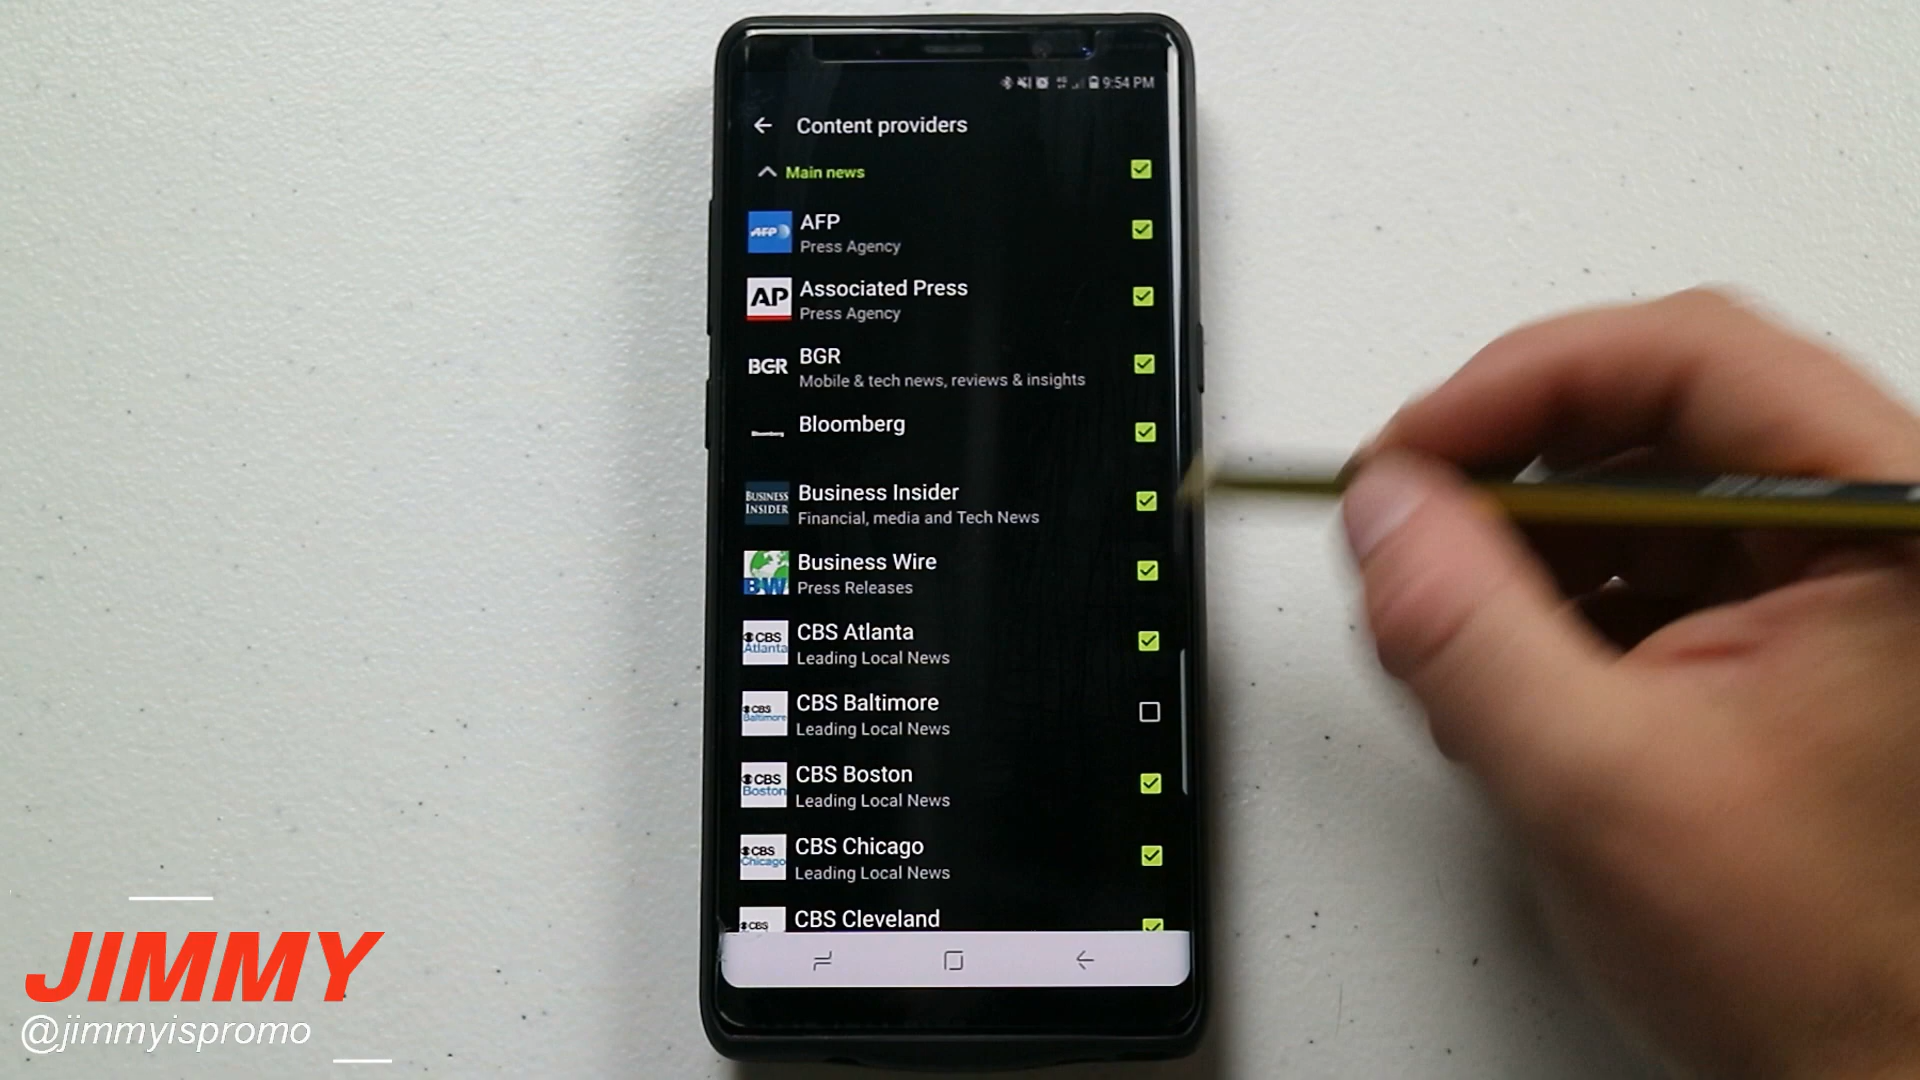 9:54 PM
Content providers
Main news
AFP
AFP
Press Agency
AP
Associated Press
Press Agency
BGR
BGR
Mobile & tech news, reviews & insights
Bloomberg
Bloomberg
BUSINESS
INSIDER
Business Insider
Financial, media and Tech News
BW
Business Wire
Press Releases
CBS
Atlanta
CBS Atlanta
Leading Local News
CBS
Baltimore
CBS Baltimore
Leading Local News
CBS
Boston
CBS Boston
Leading Local News
CBS
Chicago
CBS Chicago
Leading Local News
CBS
CBS Cleveland
JIMMY
@jimmyispromo